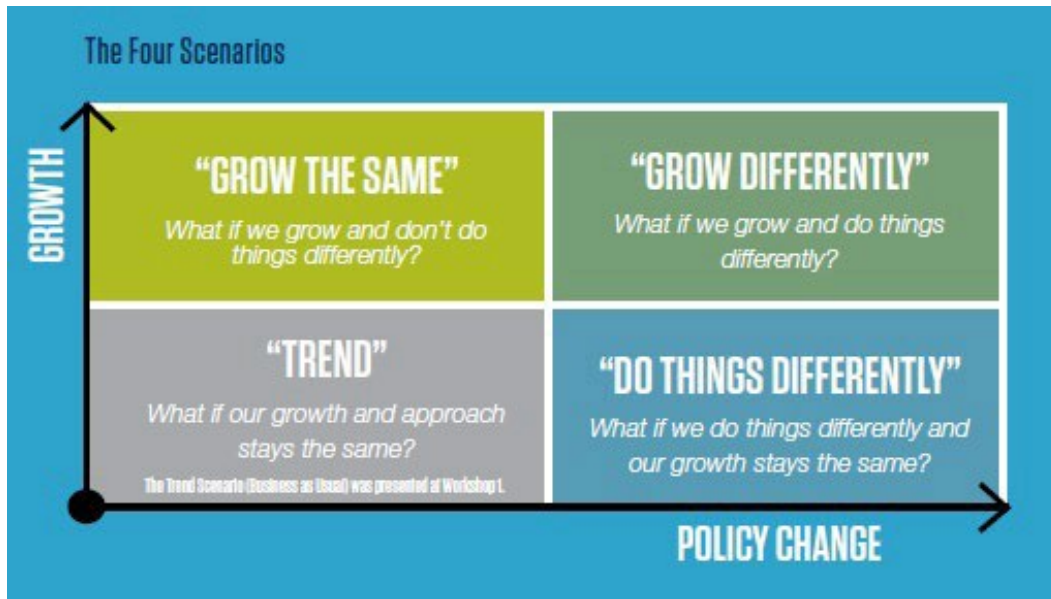 The Four Scenarios
GROWTH
“GROW THE SAME”
What if we grow and don't do
things differently?
“GROW DIFFERENTLY”
What if we grow and do things
differently?
“TREND”
What if our growth and approach
stays the same?
The Trend Scenario (Business as Usual) was presented at Workshop 1.
“DO THINGS DIFFERENTLY”
What if we do things differently and
our growth stays the same?
POLICY CHANGE